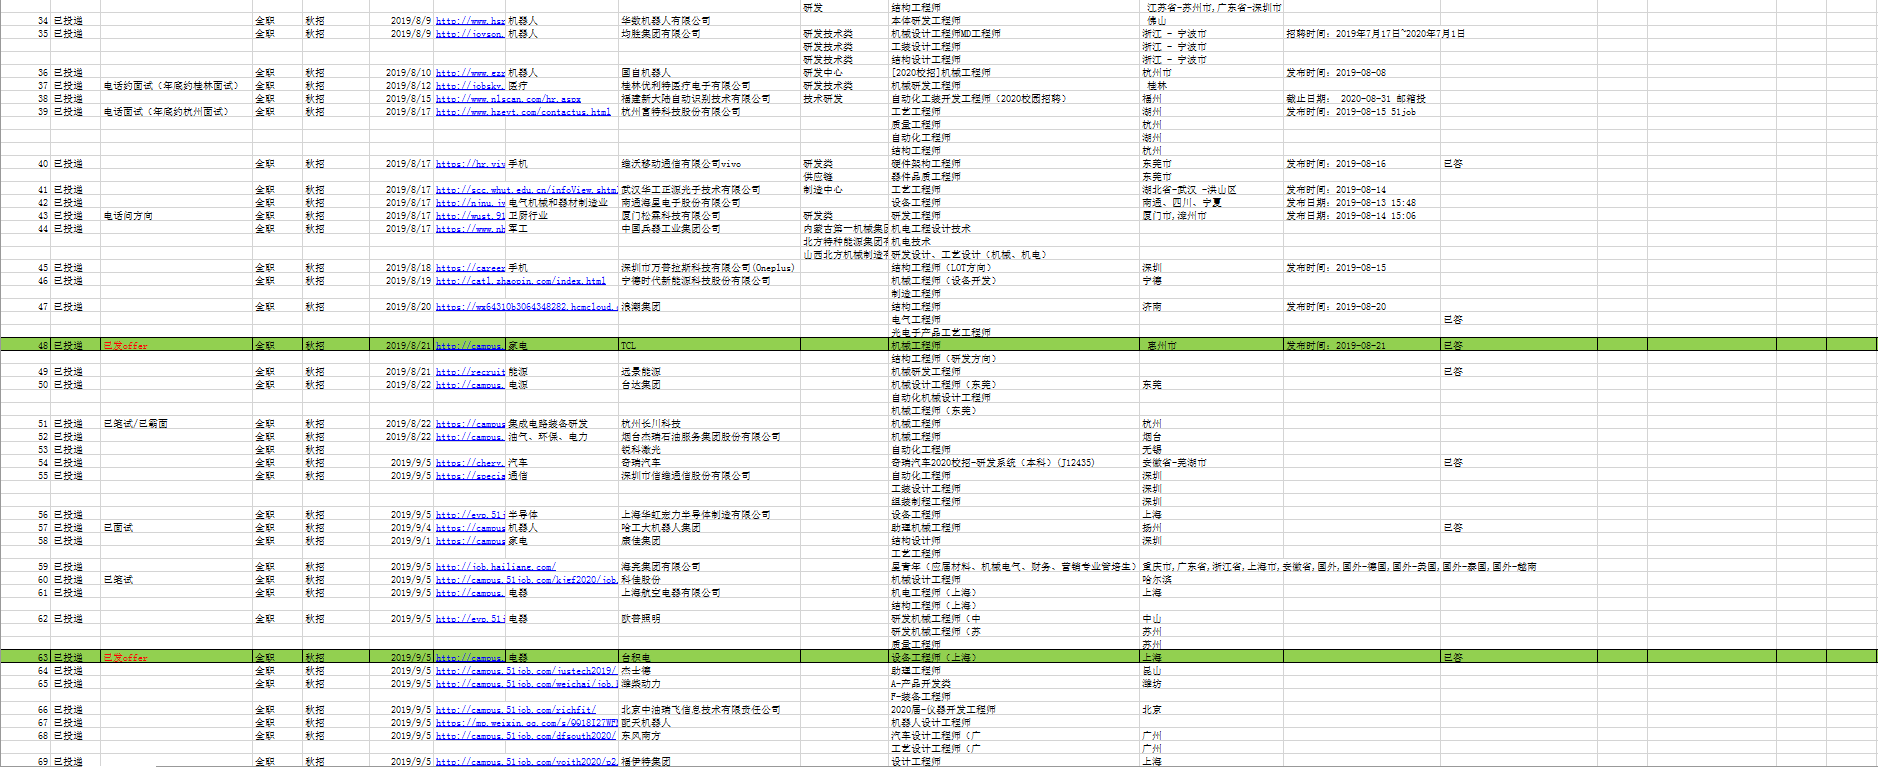 研发 结构工程师 江苏省-苏州市,广东省-深圳市
34 已投递 全职 秋招 2019/8/9 http://www.hsr 机器人 华数机器人有限公司 本体研发工程师 佛山
35 已投递 全职 秋招 2019/8/9 http://joyson. 机器人 均胜集团有限公司 研发技术类 机械设计工程师MD工程师 浙江 - 宁波市 招聘时间：2019年7月17日~2020年7月1日
研发技术类 工装设计工程师 浙江 - 宁波市
研发技术类 结构设计工程师 浙江 - 宁波市
36 已投递 全职 秋招 2019/8/10 http://www.ezr 机器人 国自机器人 研发中心 [2020校招]机械工程师 杭州市 发布时间：2019-08-08
37 已投递 电话约面试（年底约桂林面试） 全职 秋招 2019/8/12 http://jobsky. 医疗 桂林优利特医疗电子有限公司 研发技术类 机械研发工程师 桂林
38 已投递 全职 秋招 2019/8/15 http://www.nlscan.com/hr.aspx 福建新大陆自动识别技术有限公司 技术研发 自动化工装开发工程师（2020校园招聘） 福州 截止日期： 2020-08-31 邮箱投
39 已投递 电话面试（年底约杭州面试） 全职 秋招 2019/8/17 http://www.hzevt.com/contactus.html 杭州富特科技股份有限公司 工艺工程师 湖州 发布时间：2019-08-15 51job
质量工程师 杭州
自动化工程师 湖州
结构工程师 杭州
40 已投递 全职 秋招 2019/8/17 https://hr.viv 手机 维沃移动通信有限公司vivo 研发类 硬件架构工程师 东莞市 发布时间：2019-08-16 已答
供应链 器件品质工程师 东莞市
41 已投递 全职 秋招 2019/8/17 http://scc.whut.edu.cn/infoView.shtm 武汉华工正源光子技术有限公司 制造中心 工艺工程师 湖北省-武汉 -洪山区 发布时间：2019-08-14
42 已投递 全职 秋招 2019/8/17 http://njnu.jy 电气机械和器材制造业 南通海星电子股份有限公司 设备工程师 南通、四川、宁夏 发布日期：2019-08-13 15:48
43 已投递 电话问方向 全职 秋招 2019/8/17 http://wust.91 卫厨行业 厦门松霖科技有限公司 研发类 研发工程师 厦门市,漳州市 发布日期：2019-08-14 15:06
44 已投递 全职 秋招 2019/8/17 https://www.nh 军工 中国兵器工业集团公司 内蒙古第一机械集团 机电工程设计技术
北方特种能源集团有 机电技术
山西北方机械制造有 研发设计、工艺设计（机械、机电）
45 已投递 全职 秋招 2019/8/18 https://career 手机 深圳市万普拉斯科技有限公司(Oneplus) 结构工程师（LOT方向） 深圳 发布时间：2019-08-15
46 已投递 全职 秋招 2019/8/19 http://catl.zhaopin.com/index.html 宁德时代新能源科技股份有限公司 机械工程师（设备开发） 宁德
制造工程师
47 已投递 全职 秋招 2019/8/20 https://wx64310b3064348282.hcmcloud. 浪潮集团 结构工程师 济南 发布时间：2019-08-20
电气工程师 已答
光电子产品工艺工程师
48 已投递 已发offer 全职 秋招 2019/8/21 http://campus. 家电 TCL 机械工程师 惠州市 发布时间：2019-08-21 已答
结构工程师（研发方向）
49 已投递 全职 秋招 2019/8/21 http://recruit 能源 远景能源 机械研发工程师 已答
50 已投递 全职 秋招 2019/8/22 http://campus. 电源 台达集团 机械设计工程师（东莞） 东莞
自动化机械设计工程师
机械工程师（东莞）
51 已投递 已笔试/已霸面 全职 秋招 2019/8/22 https://campus 集成电路装备研发 杭州长川科技 机械工程师 杭州
52 已投递 全职 秋招 2019/8/22 http://campus. 油气、环保、电力 烟台杰瑞石油服务集团股份有限公司 机械工程师 烟台
53 已投递 全职 秋招 锐科激光 自动化工程师 无锡
54 已投递 全职 秋招 2019/9/5 https://chery. 汽车 奇瑞汽车 奇瑞汽车2020校招-研发系统（本科）(J12435) 安徽省-芜湖市 已答
55 已投递 全职 秋招 2019/9/5 https://specia 通信 深圳市信维通信股份有限公司 自动化工程师 深圳
工装设计工程师 深圳
组装制程工程师 深圳
56 已投递 全职 秋招 2019/9/5 http://evp.51j 半导体 上海华虹宏力半导体制造有限公司 设备工程师 上海
57 已投递 已面试 全职 秋招 2019/9/4 https://campus 机器人 哈工大机器人集团 助理机械工程师 扬州 已答
58 已投递 全职 秋招 2019/9/1 https://campus 家电 康佳集团 结构设计师 深圳
工艺工程师
59 已投递 全职 秋招 2019/9/5 http://job.hailiang.com/ 海亮集团有限公司 星青年（应届材料、机械电气、财务、营销专业管培生） 重庆市,广东省,浙江省,上海市,安徽省,国外,国外-德国,国外-美国,国外-泰国,国外-越南
60 已投递 已笔试 全职 秋招 2019/9/5 http://campus.51job.com/kjgf2020/job. 科佳股份 机械设计工程师 哈尔滨
61 已投递 全职 秋招 2019/9/5 http://campus. 电器 上海航空电器有限公司 机电工程师（上海） 上海
结构工程师（上海）
62 已投递 全职 秋招 2019/9/5 http://evp.51j 电器 欧普照明 研发机械工程师（中 中山
研发机械工程师（苏 苏州
质量工程师 苏州
63 已投递 已发offer 全职 秋招 2019/9/5 http://campus. 电器 台积电 设备工程师（上海） 上海 已答
64 已投递 全职 秋招 2019/9/5 http://campus.51job.com/justech2019/ 杰士德 助理工程师 昆山
65 已投递 全职 秋招 2019/9/5 http://campus.51job.com/weichai/job. 潍柴动力 A-产品开发类 潍坊
F-装备工程师
66 已投递 全职 秋招 2019/9/5 http://campus.51job.com/richfit/ 北京中油瑞飞信息技术有限责任公司 2020届-仪器开发工程师 北京
67 已投递 全职 秋招 2019/9/5 https://mp.weixin.qq.com/s/9918I27WF 配天机器人 机器人设计工程师
68 已投递 全职 秋招 2019/9/5 http://campus.51job.com/dfsouth2020/ 东风南方 汽车设计工程师（广 广州
工艺设计工程师（广 广州
69 已投递 全职 秋招 2019/9/5 http://campus.51job.com/voith2020/p2. 福伊特集团 设计工程师 上海